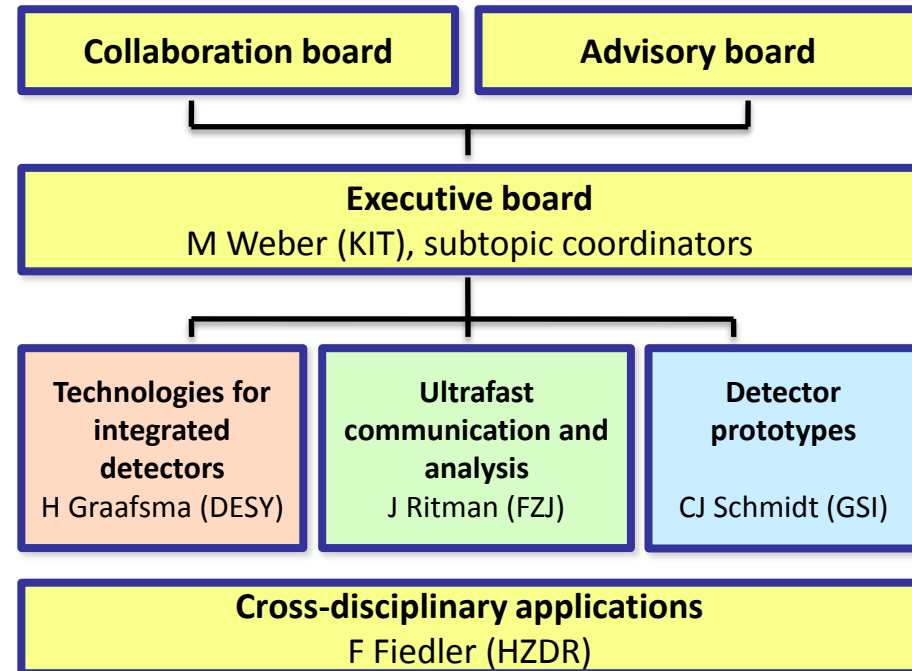 Collaboration board
Advisory board
Executive board
M Weber (KIT), subtopic coordinators
Technologies for
integrated
detectors
H Graafsma (DESY)
Ultrafast
communication and
analysis
J Ritman (FZJ)
Detector
prototypes
CJ Schmidt (GSI)
Cross-disciplinary applications
F Fiedler (HZDR)